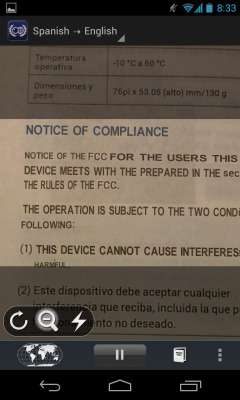 8:33
Spanish → English
Temperatura
operativa
-10 °C a 60 °C
Dimensiones y
peso
76pi x 53.05 (alto) mm/130 g
NOTICE OF COMPLIANCE
NOTICE OF THE FCC FOR THE USERS THIS
DEVICE MEETS WITH THE PREPARED IN THE sec
THE RULES OF THE FCC.
THE OPERATION IS SUBJECT TO THE TWO CONDI
FOLLOWING:
(1) THIS DEVICE CANNOT CAUSE INTERFERES
HARMFUL.
(2) Este dispositivo debe aceptar cualquier
interferencia que reciba, incluida la que p
no deseado.